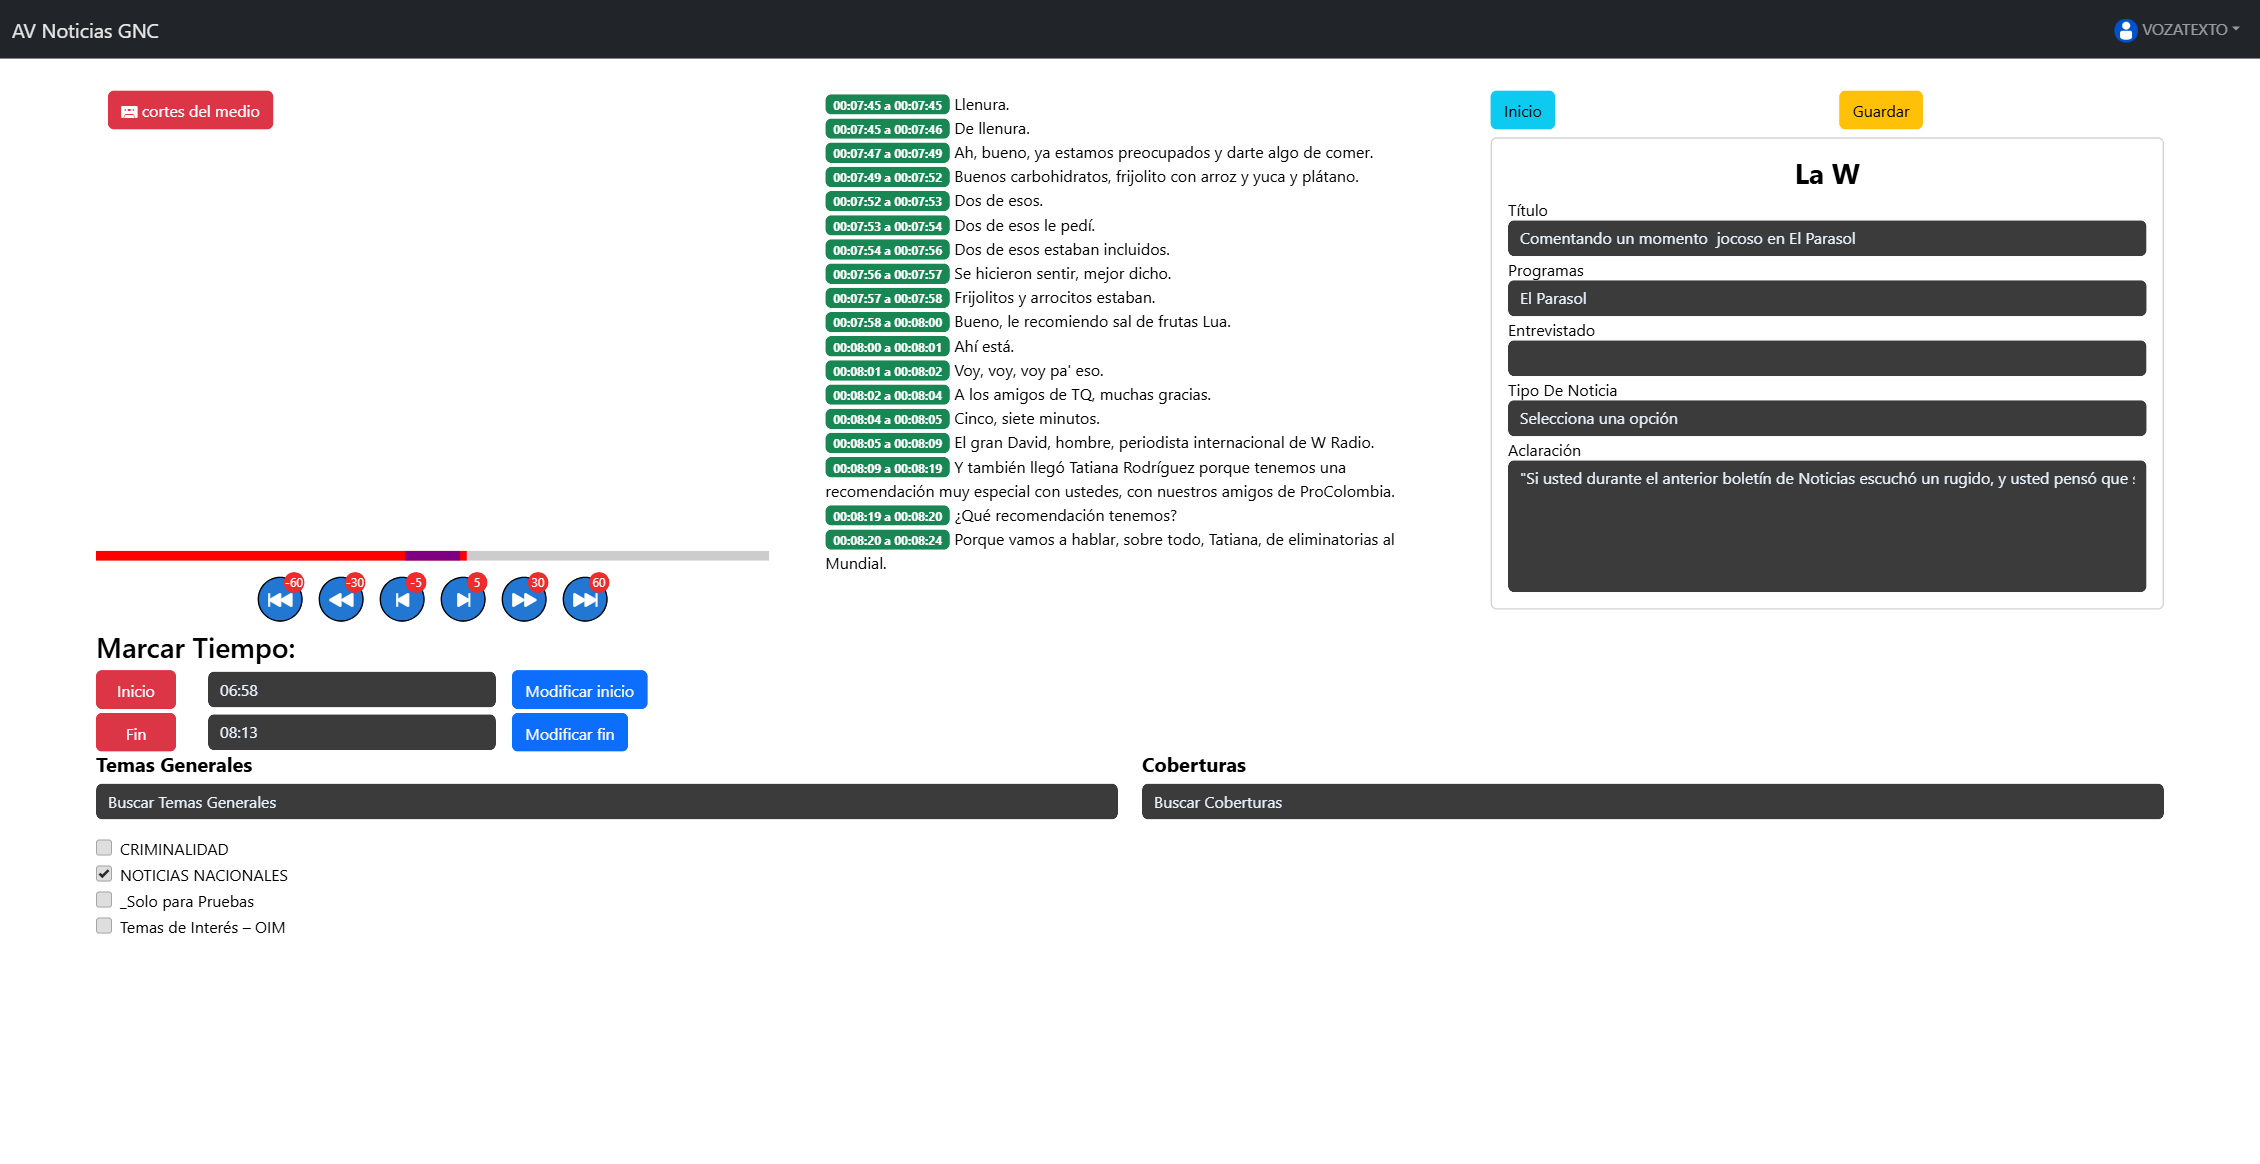 AV Noticias GNC
VOZATEXTO
cortes del medio
-60
-30
-5
5
30
60
Marcar Tiempo:
Inicio
06:58
Modificar inicio
Fin
08:13
Modificar fin
00:07:45 a 00:07:45 Llenura.
00:07:45 a 00:07:46 De llenura.
00:07:47 a 00:07:49 Ah, bueno, ya estamos preocupados y darte algo de comer.
00:07:49 a 00:07:52 Buenos carbohidratos, frijolito con arroz y yuca y plátano.
00:07:52 a 00:07:53 Dos de esos.
00:07:53 a 00:07:54 Dos de esos le pedí.
00:07:54 a 00:07:56 Dos de esos estaban incluidos.
00:07:56 a 00:07:57 Se hicieron sentir, mejor dicho.
00:07:57 a 00:07:58 Frijolitos y arrocitos estaban.
00:07:58 a 00:08:00 Bueno, le recomiendo sal de frutas Lua.
00:08:00 a 00:08:01 Ahí está.
00:08:01 a 00:08:02 Voy, voy, voy pa' eso.
00:08:02 a 00:08:04 A los amigos de TQ, muchas gracias.
00:08:04 a 00:08:05 Cinco, siete minutos.
00:08:05 a 00:08:09 El gran David, hombre, periodista internacional de W Radio.
00:08:09 a 00:08:19 Y también llegó Tatiana Rodríguez porque tenemos una
recomendación muy especial con ustedes, con nuestros amigos de ProColombia.
00:08:19 a 00:08:20 ¿Qué recomendación tenemos?
00:08:20 a 00:08:24 Porque vamos a hablar, sobre todo, Tatiana, de eliminatorias al
Mundial.
Inicio
Guardar
La W
Título
Comentando un momento  jocoso en El Parasol
Programas
El Parasol
Entrevistado
Tipo De Noticia
Selecciona una opción
Aclaración
"Si usted durante el anterior boletín de Noticias escuchó un rugido, y usted pensó que
Temas Generales
Buscar Temas Generales
CRIMINALIDAD
NOTICIAS NACIONALES
_Solo para Pruebas
Temas de Interés – OIM
Coberturas
Buscar Coberturas